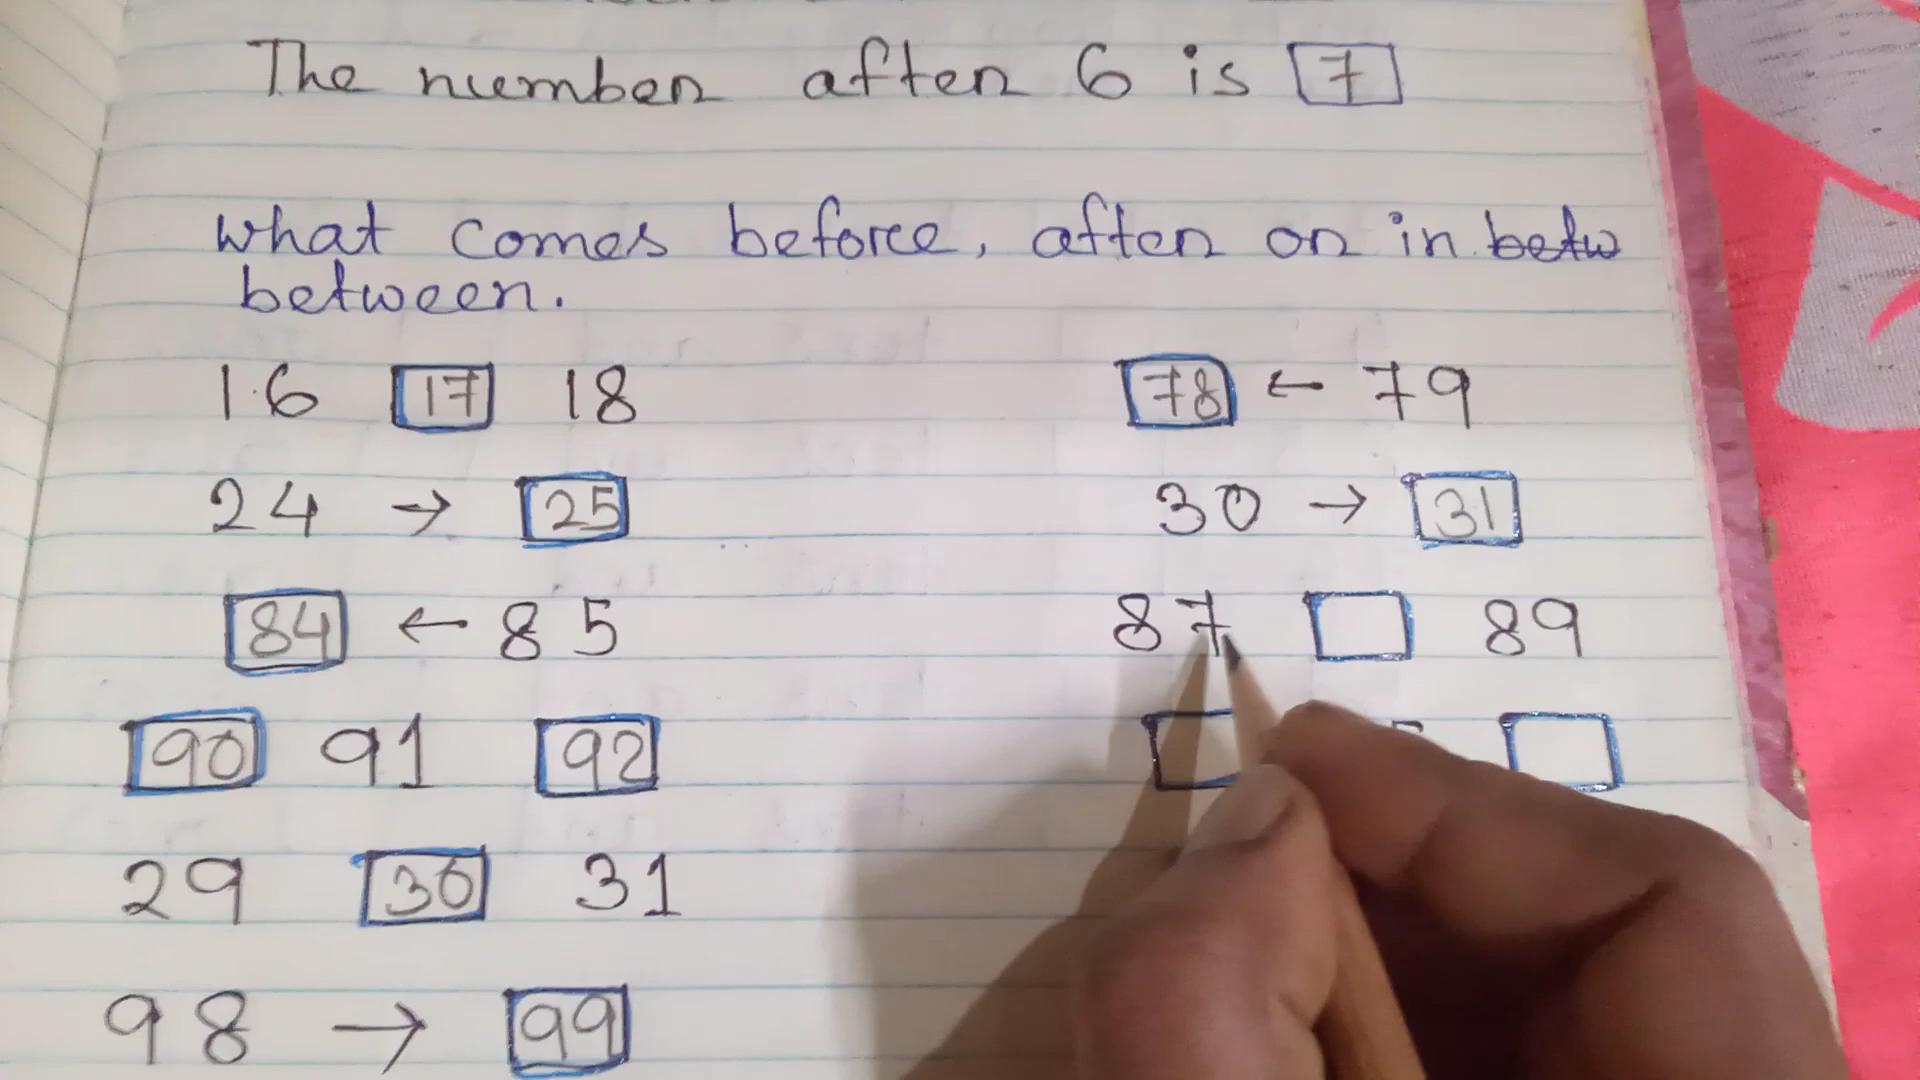 The number after 6 is 7
What comes before, after or in betw
between.
16 17 18 78 ← 79
24 → 25 30 → 31
84 ← 85 87 89
90 91 92
29 30 31
98 → 99